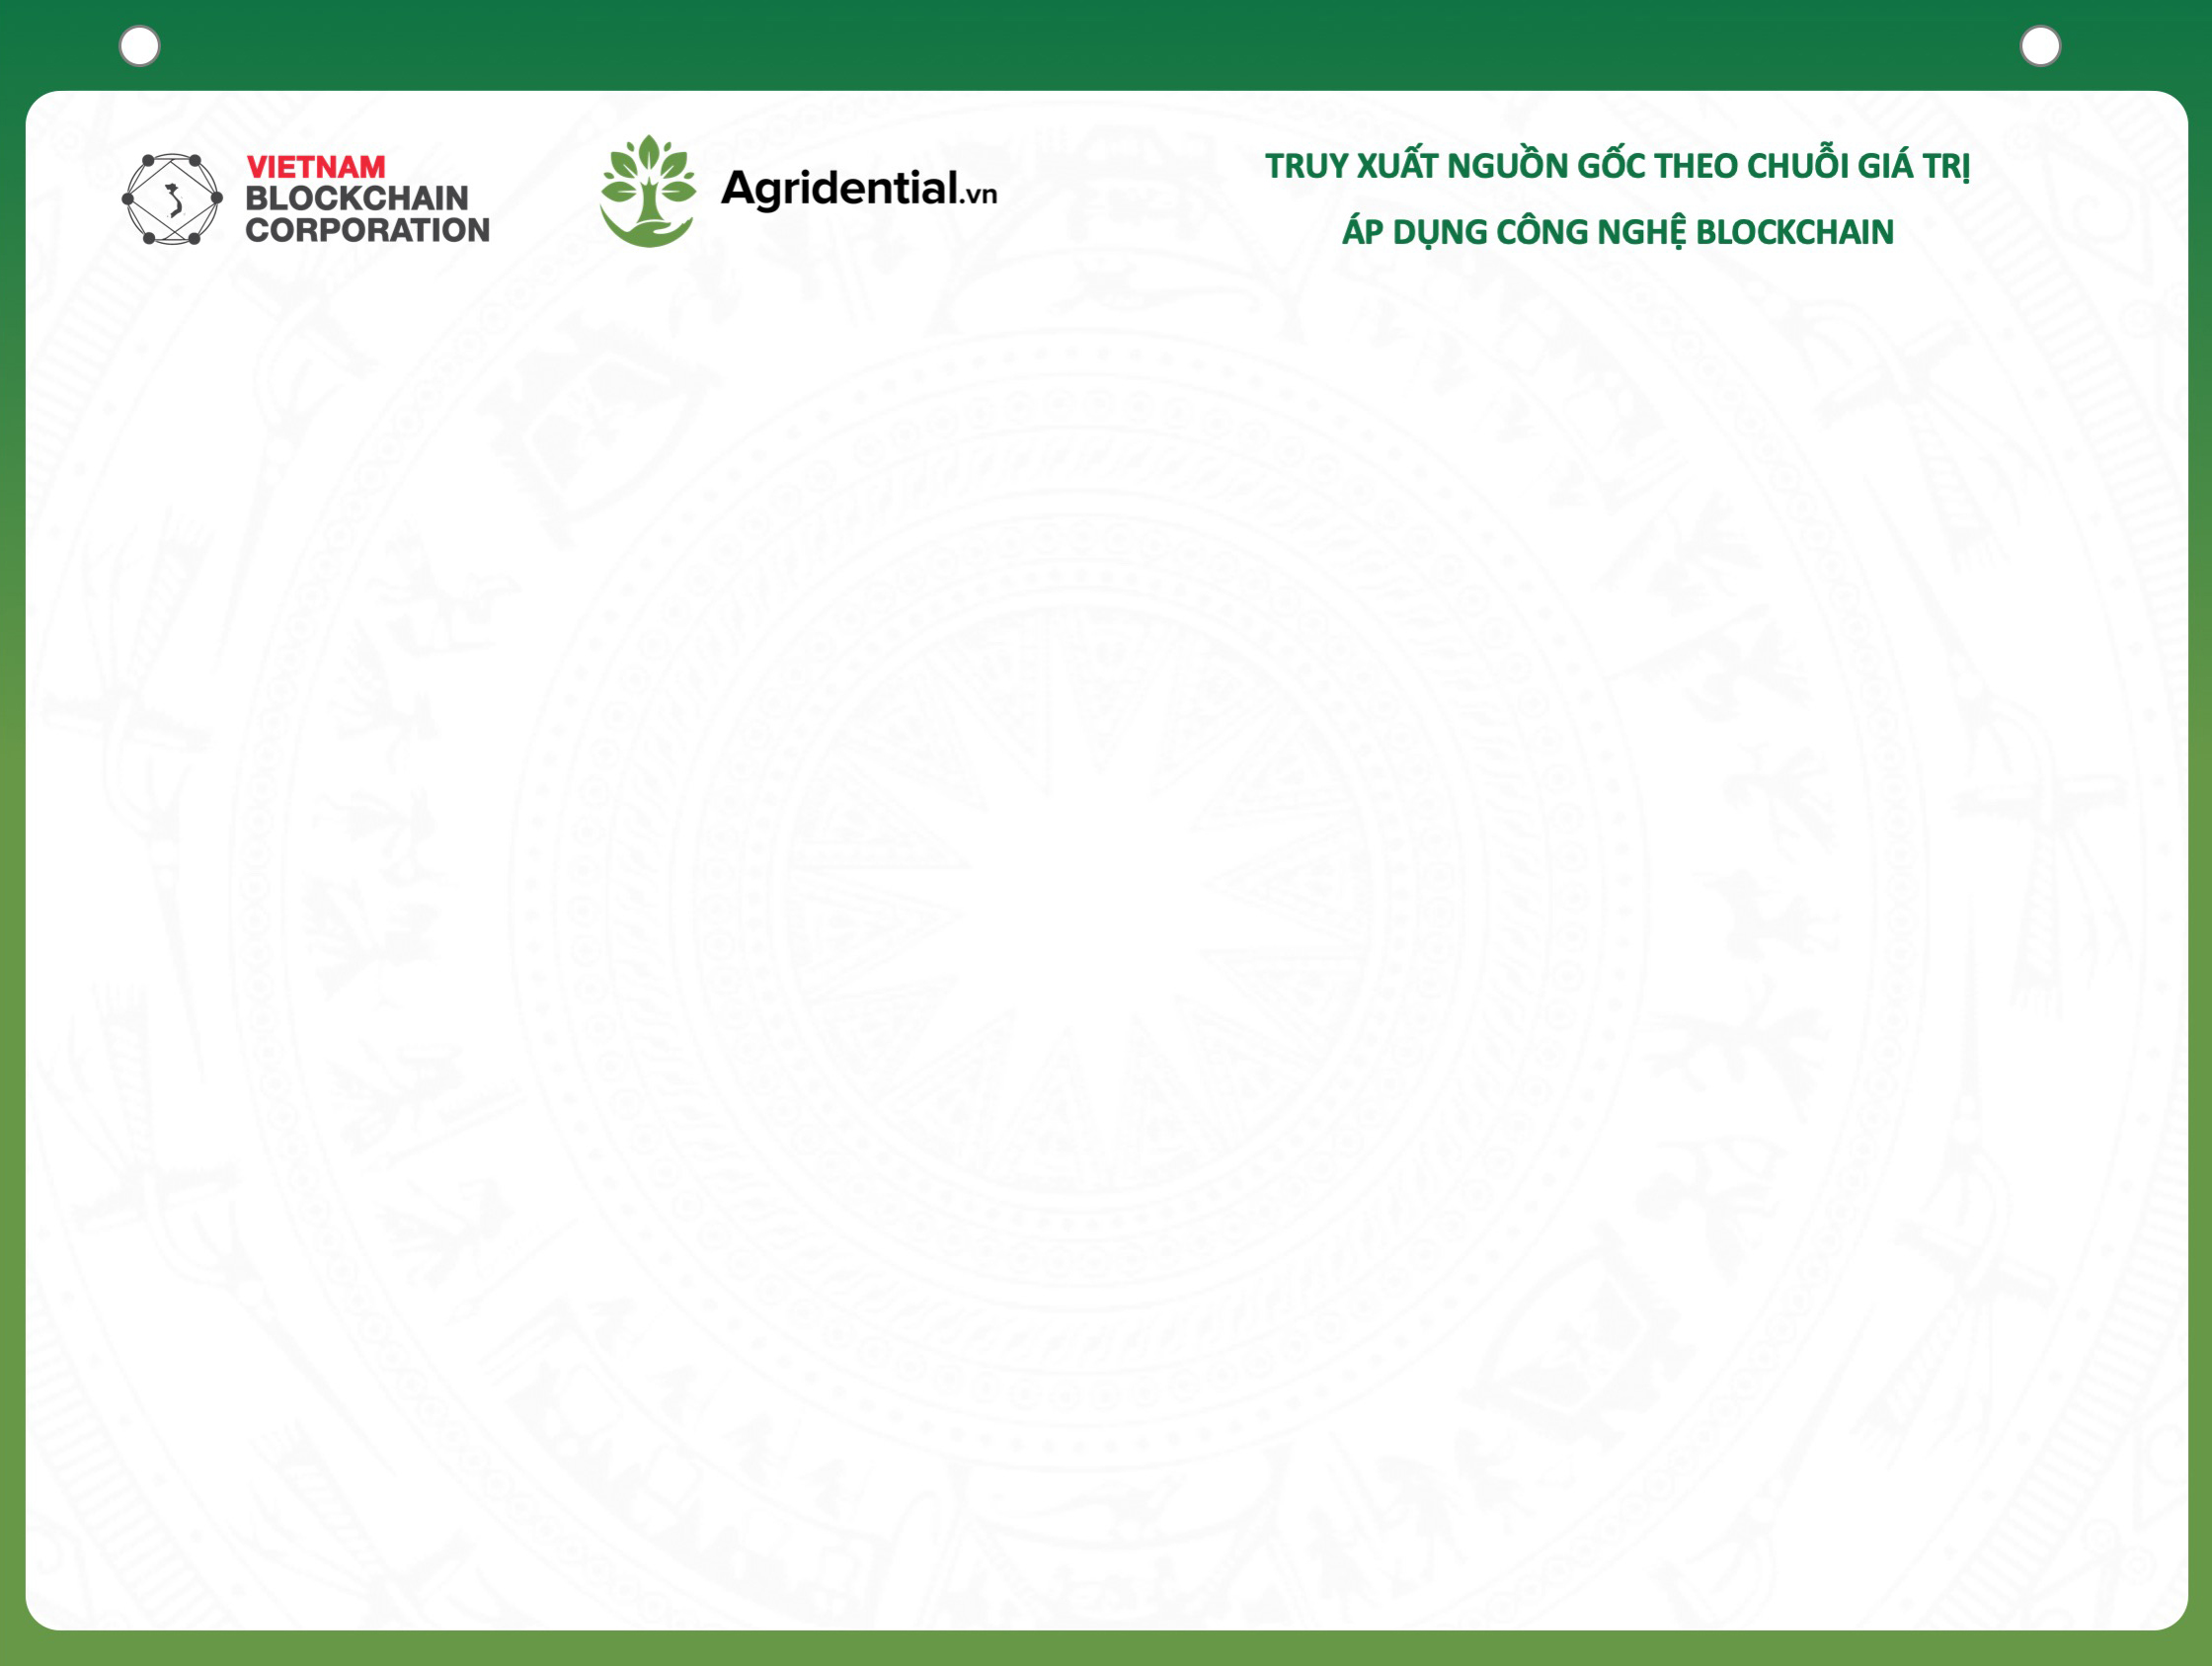 VIETNAM
BLOCKCHAIN
CORPORATION
Agridential.vn
TRUY XUẤT NGUỒN GỐC THEO CHUỖI GIÁ TRỊ
ÁP DỤNG CÔNG NGHỆ BLOCKCHAIN